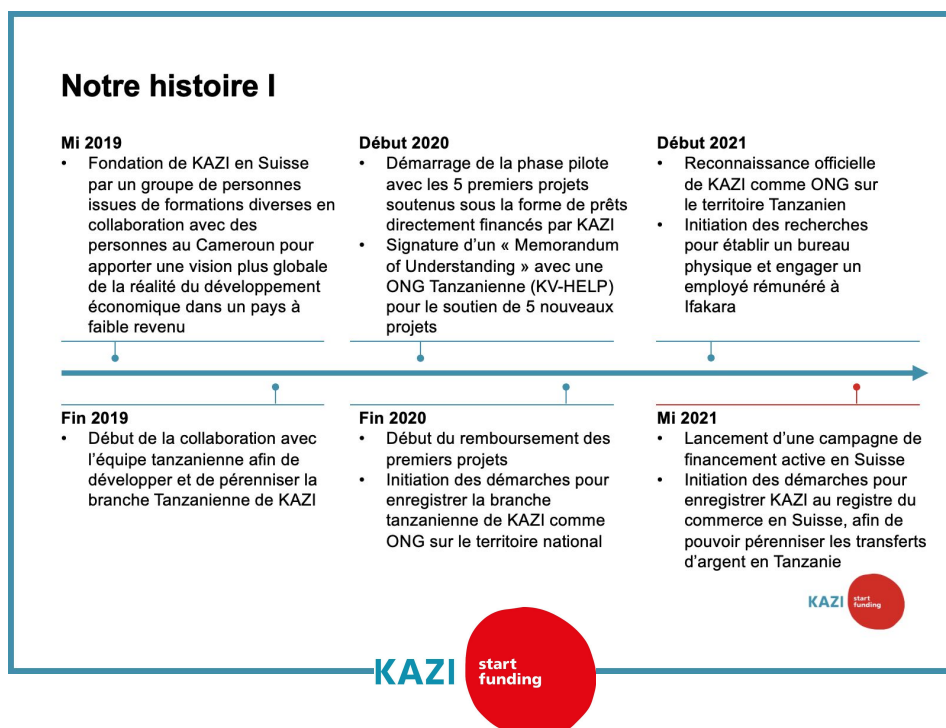 Notre histoire I
Mi 2019
• Fondation de KAZI en Suisse
par un groupe de personnes
issues de formations diverses en
collaboration avec des
personnes au Cameroun pour
apporter une vision plus globale
de la réalité du développement
économique dans un pays à
faible revenu
Début 2020
• Démarrage de la phase pilote
avec les 5 premiers projets
soutenus sous la forme de prêts
directement financés par KAZI
• Signature d’un « Memorandum
of Understanding » avec une
ONG Tanzanienne (KV-HELP)
pour le soutien de 5 nouveaux
projets
Début 2021
• Reconnaissance officielle
de KAZI comme ONG sur
le territoire Tanzanien
• Initiation des recherches
pour établir un bureau
physique et engager un
employé rémunéré à
Ifakara
Fin 2019
• Début de la collaboration avec
l’équipe tanzanienne afin de
développer et de pérenniser la
branche Tanzanienne de KAZI
Fin 2020
• Début du remboursement des
premiers projets
• Initiation des démarches pour
enregistrer la branche
tanzanienne de KAZI comme
ONG sur le territoire national
Mi 2021
• Lancement d’une campagne de
financement active en Suisse
• Initiation des démarches pour
enregistrer KAZI au registre du
commerce en Suisse, afin de
pouvoir pérenniser les transferts
d’argent en Tanzanie
KAZI start
funding
KAZI start
funding